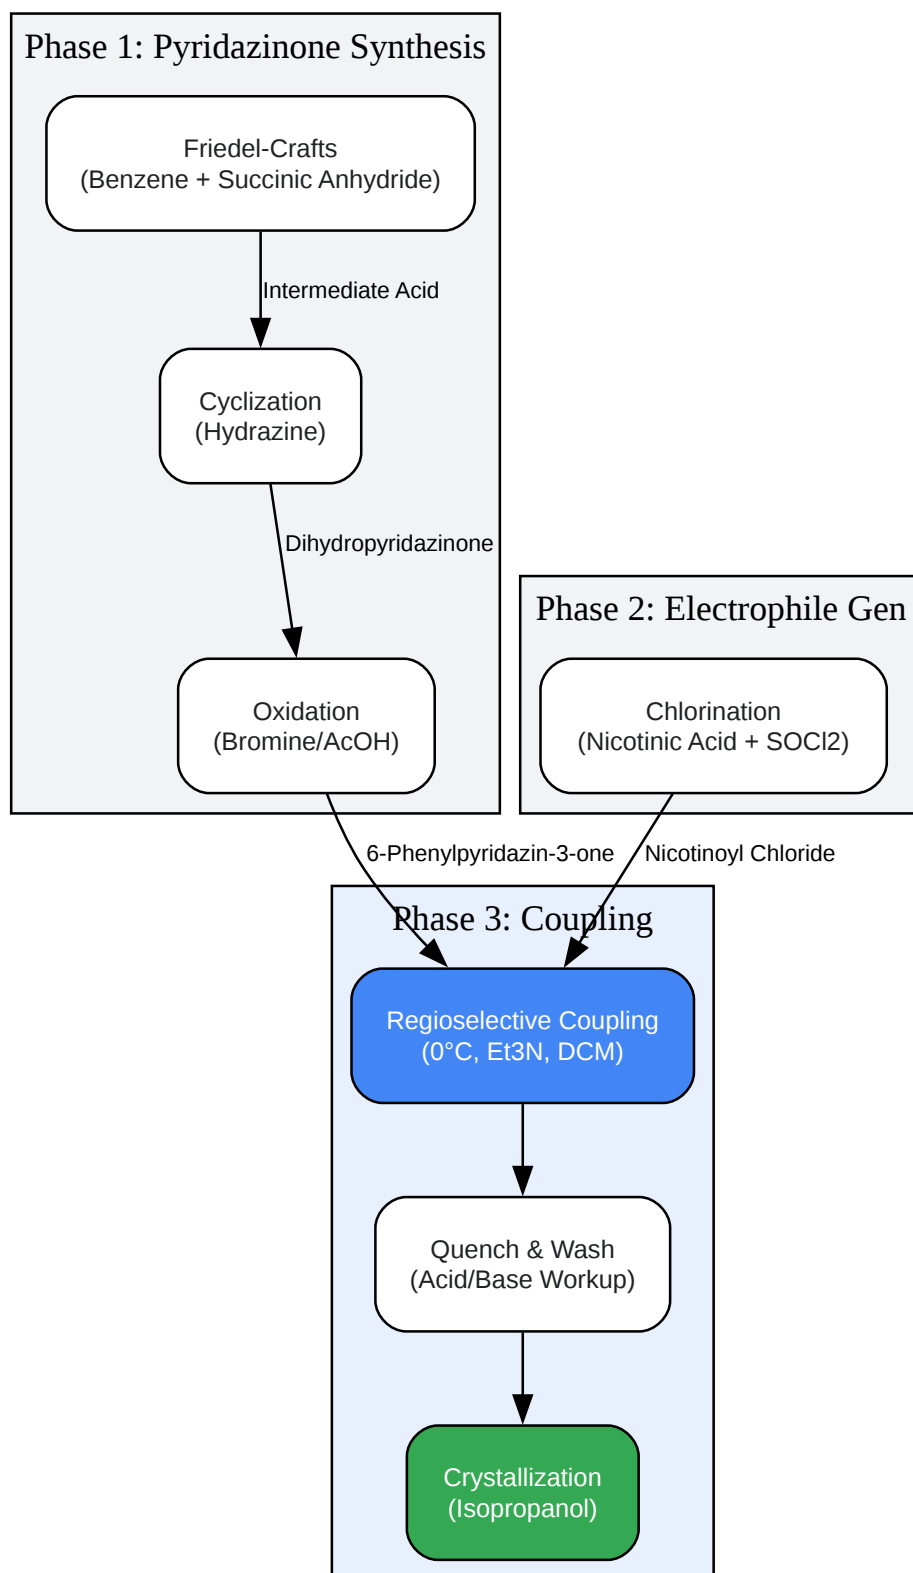 Phase 1: Pyridazinone Synthesis
Friedel-Crafts
(Benzene + Succinic Anhydride)
Intermediate Acid
Cyclization
(Hydrazine)
Dihydropyridazinone
Oxidation
(Bromine/AcOH)
Phase 2: Electrophile Gen
Chlorination
(Nicotinic Acid + SOCl2)
6-Phenylpyridazin-3-one
Nicotinoyl Chloride
Phase 3: Coupling
Regioselective Coupling
(0°C, Et3N, DCM)
Quench & Wash
(Acid/Base Workup)
Crystallization
(Isopropanol)